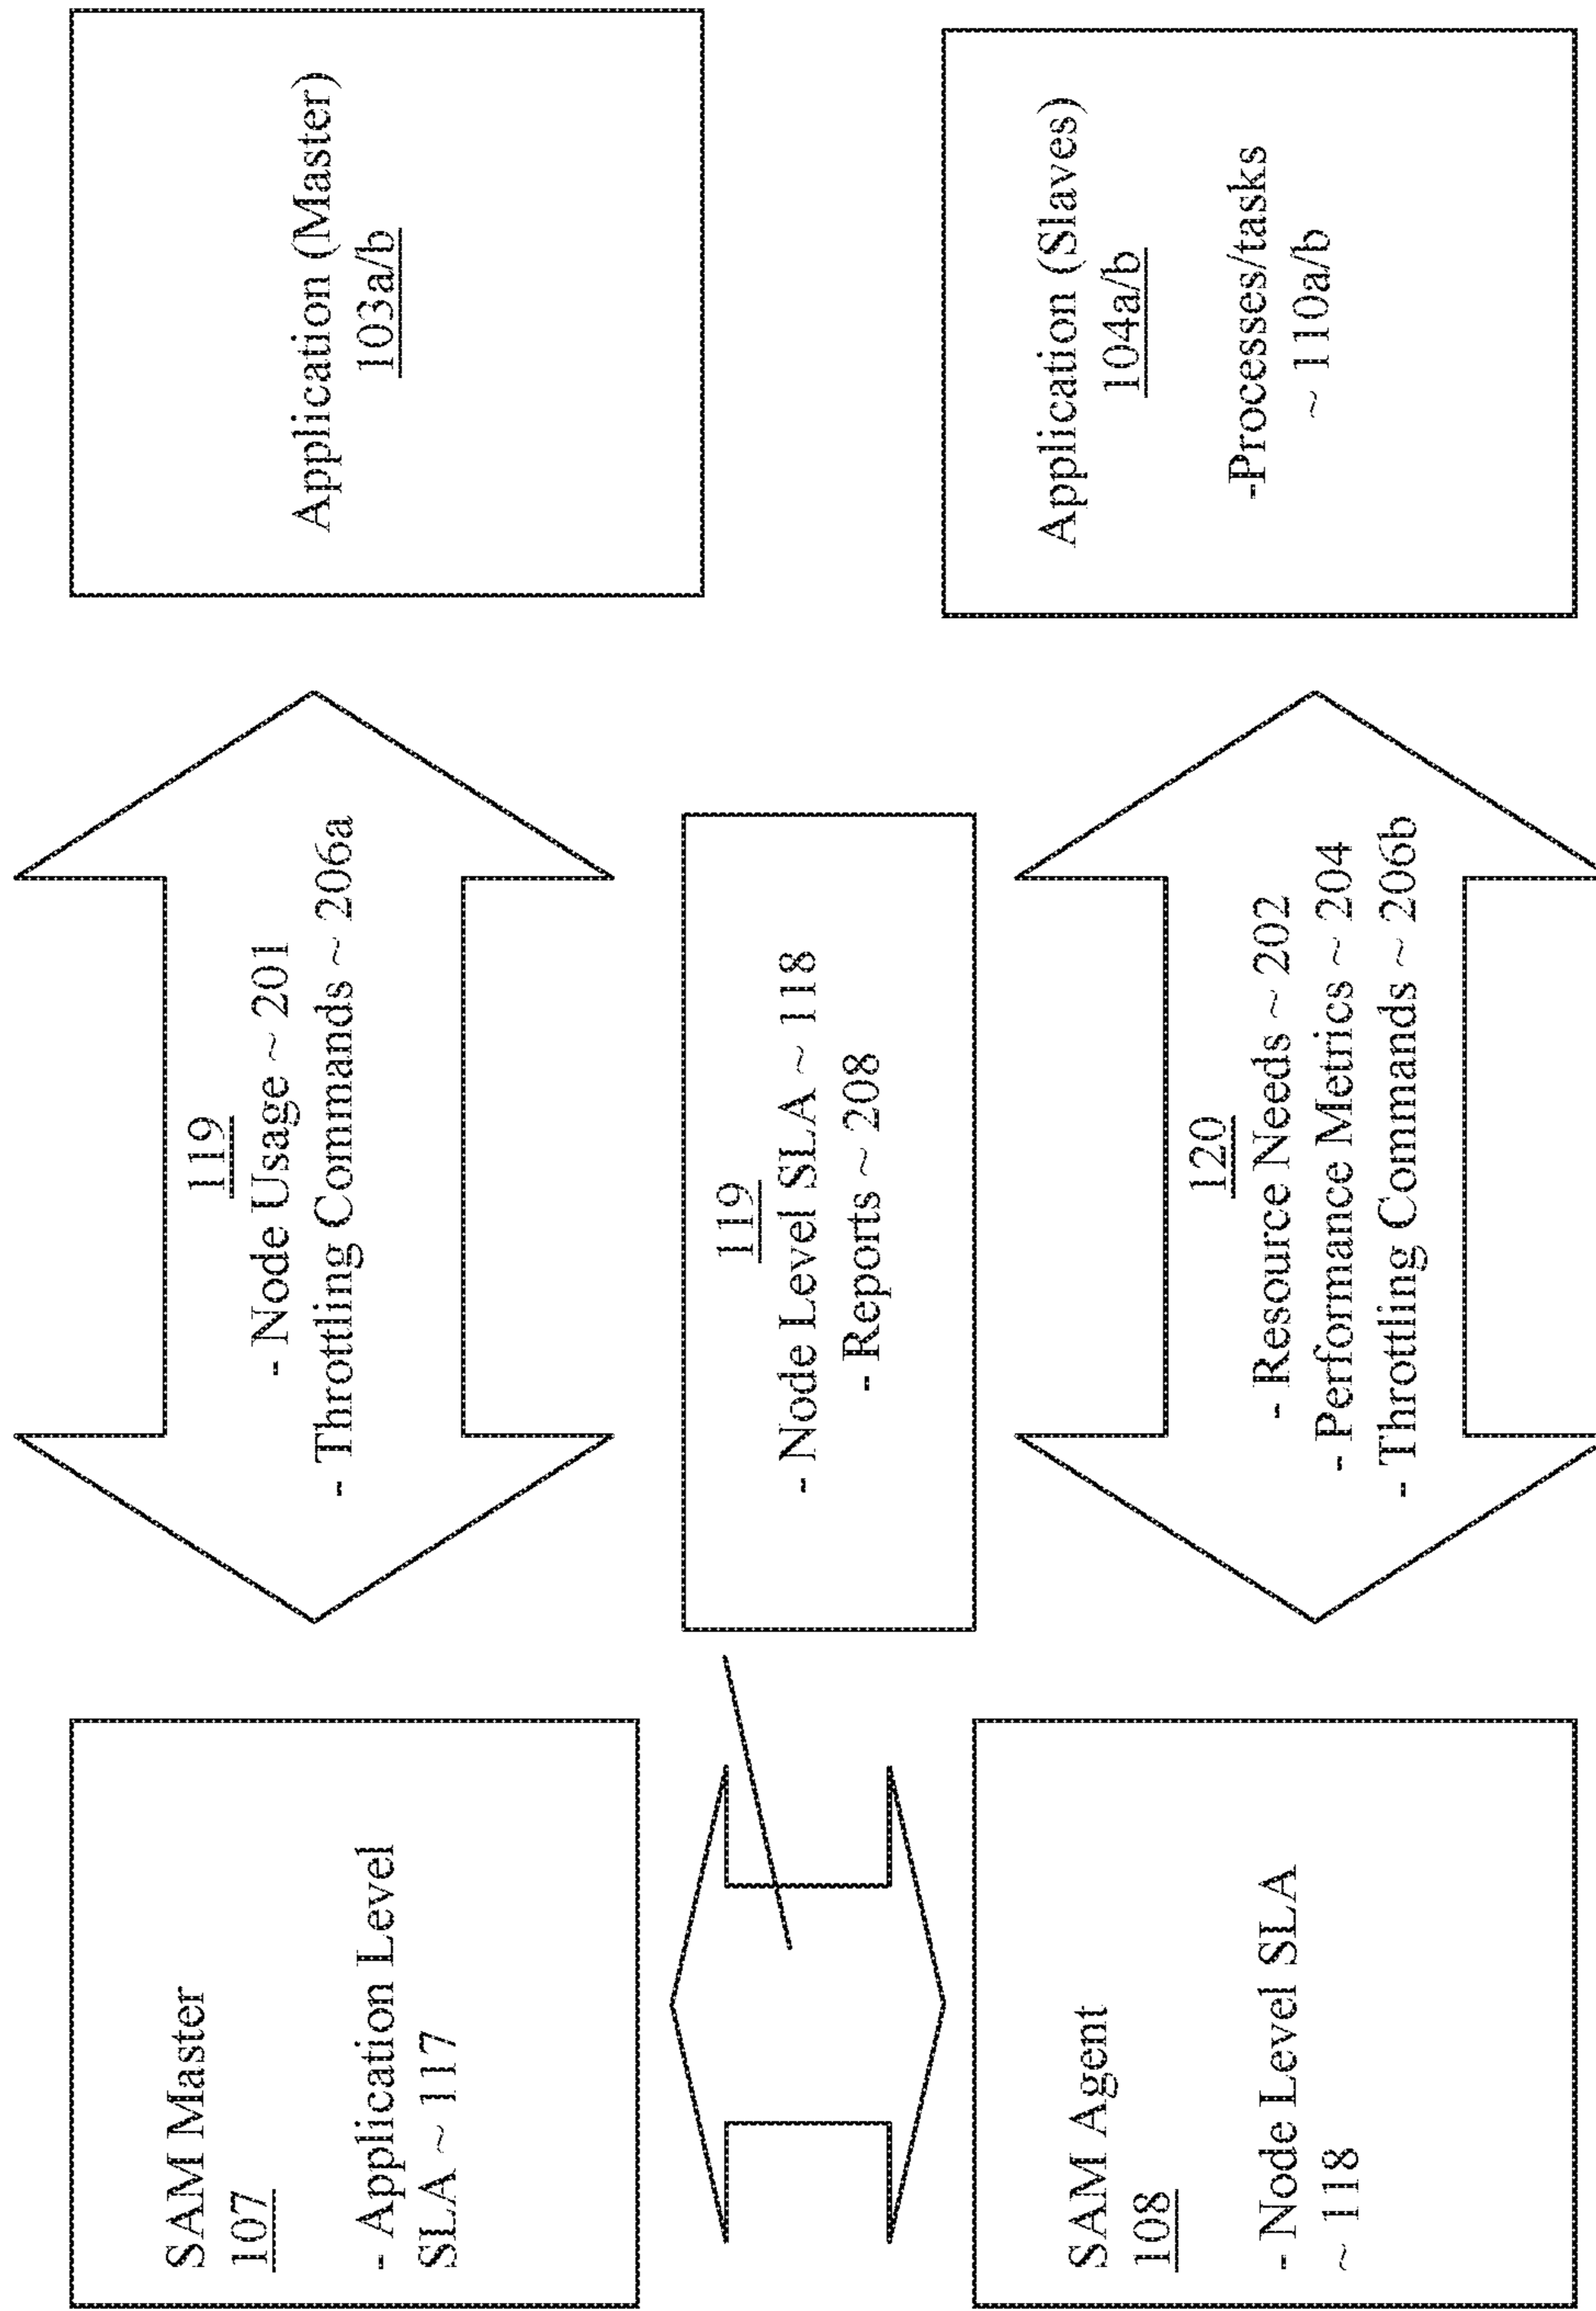 SAM Master
107
- Application Level
SLA ~ 117
119
- Node Usage ~ 201
- Throttling Commands ~ 206a
Application (Master)
103a/b
119
- Node Level SLA ~ 118
- Reports ~ 208
SAM Agent
108
- Node Level SLA
~ 118
120
- Resource Needs ~ 202
- Performance Metrics ~ 204
- Throttling Commands ~ 206b
Application (Slaves)
104a/b
-Processes/tasks
~ 110a/b